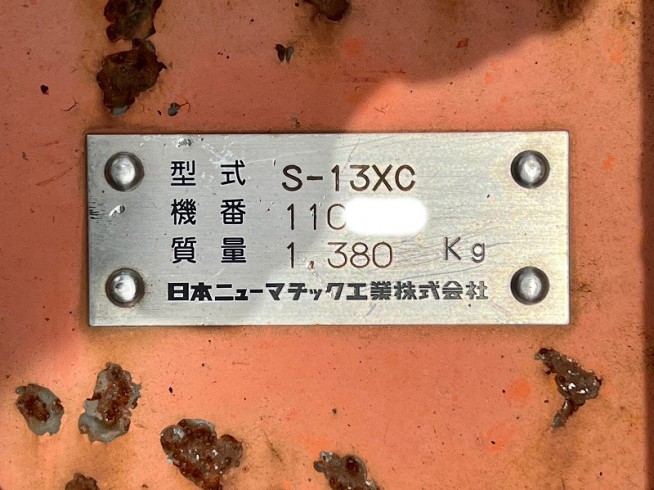 型式 S-13XC
機番 110
質量 1,380 Kg
日本ニューマチック工業株式会社